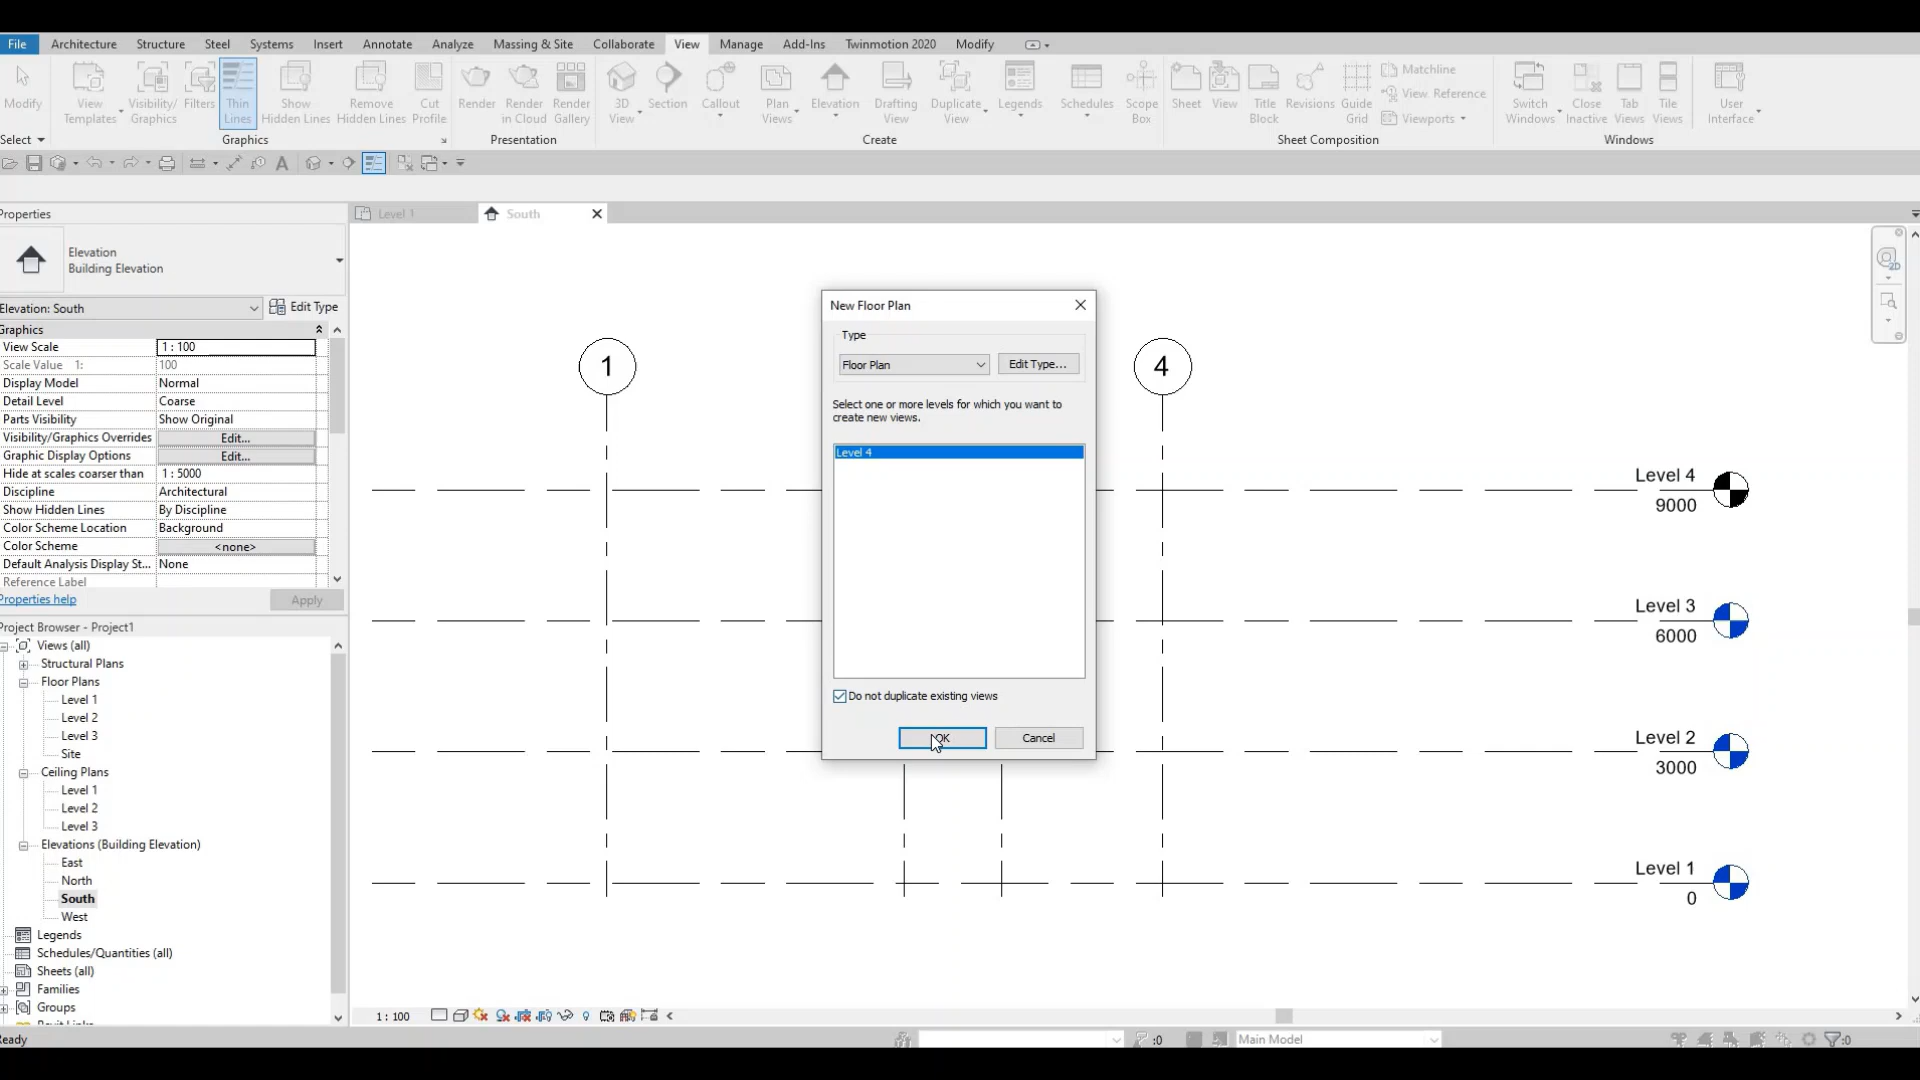 File Architecture Structure Steel Systems Insert Annotate Analyze Massing & Site Collaborate View Manage Add-Ins Twinmotion 2020 Modify
Modify
View Templates
Visibility/ Graphics
Filters
Thin Lines
Show Hidden Lines
Remove Hidden Lines
Cut Profile
Render
Render in Cloud
Render Gallery
3D View
Section
Callout
Plan Views
Elevation
Drafting View
Duplicate View
Legends
Schedules
Scope Box
Sheet
View
Title Block
Revisions
Guide Grid
Matchline
View Reference
Viewports
Switch Windows
Close Inactive
Tab Views
Tile Views
User Interface
Select Graphics Presentation Create Sheet Composition Windows
Properties
Level 1
South
Elevation
Building Elevation
Elevation: South
Edit Type
Graphics
View Scale 1 : 100
Scale Value 1: 100
Display Model Normal
Detail Level Coarse
Parts Visibility Show Original
Visibility/Graphics Overrides Edit...
Graphic Display Options Edit...
Hide at scales coarser than 1 : 5000
Discipline Architectural
Show Hidden Lines By Discipline
Color Scheme Location Background
Color Scheme <none>
Default Analysis Display St... None
Reference Label
Properties help
Apply
Project Browser - Project1
Views (all)
Structural Plans
Floor Plans
Level 1
Level 2
Level 3
Site
Ceiling Plans
Level 1
Level 2
Level 3
Elevations (Building Elevation)
East
North
South
West
Legends
Schedules/Quantities (all)
Sheets (all)
Families
Groups
Revit Links
1
4
New Floor Plan
Type
Floor Plan
Edit Type...
Select one or more levels for which you want to
create new views.
Level 4
Do not duplicate existing views
OK
Cancel
Level 4
9000
Level 3
6000
Level 2
3000
Level 1
0
1 : 100
Ready
:0
Main Model
:0
2D